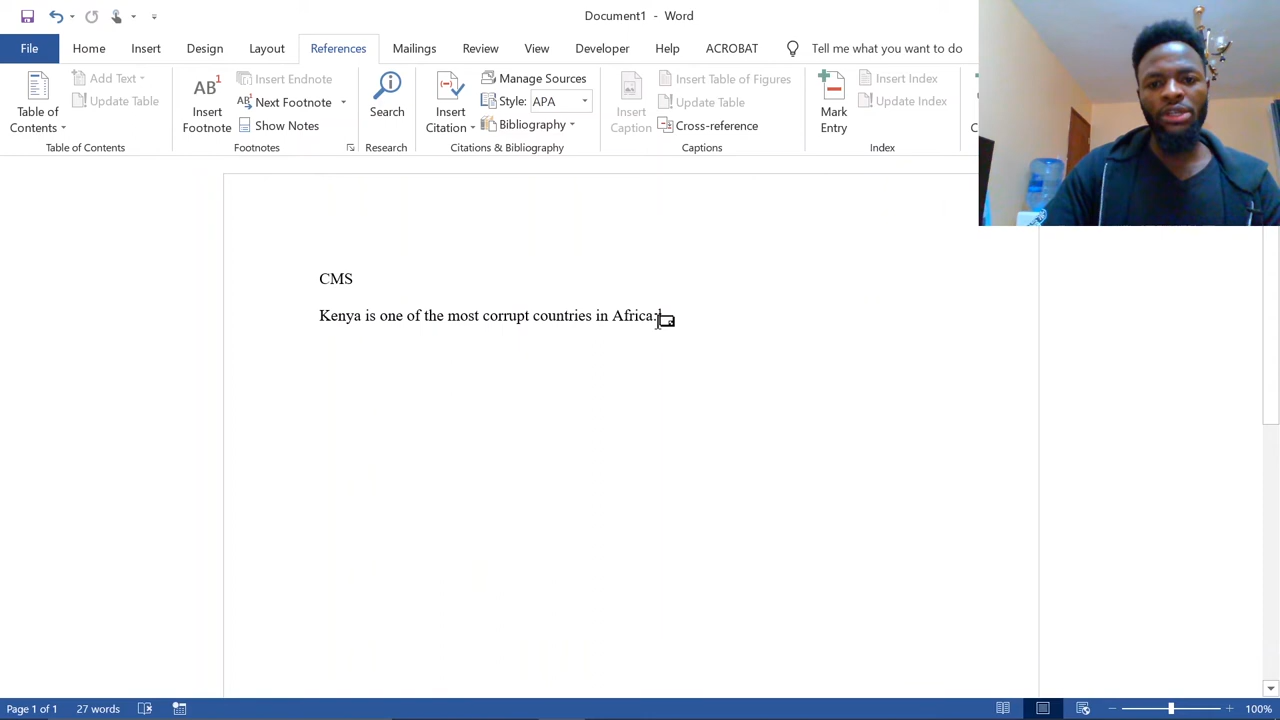 Document1 - Word
File Home Insert Design Layout References Mailings Review View Developer Help ACROBAT Tell me what you want to do
Table of Contents
Add Text
Update Table
Table of Contents
AB1
Insert Footnote
Insert Endnote
Next Footnote
Show Notes
Footnotes
Search
Research
Insert Citation
Manage Sources
Style: APA
Bibliography
Citations & Bibliography
Insert Caption
Insert Table of Figures
Update Table
Cross-reference
Captions
Mark Entry
Insert Index
Update Index
Index
CMS
Kenya is one of the most corrupt countries in Africa.
Page 1 of 1 27 words 100%